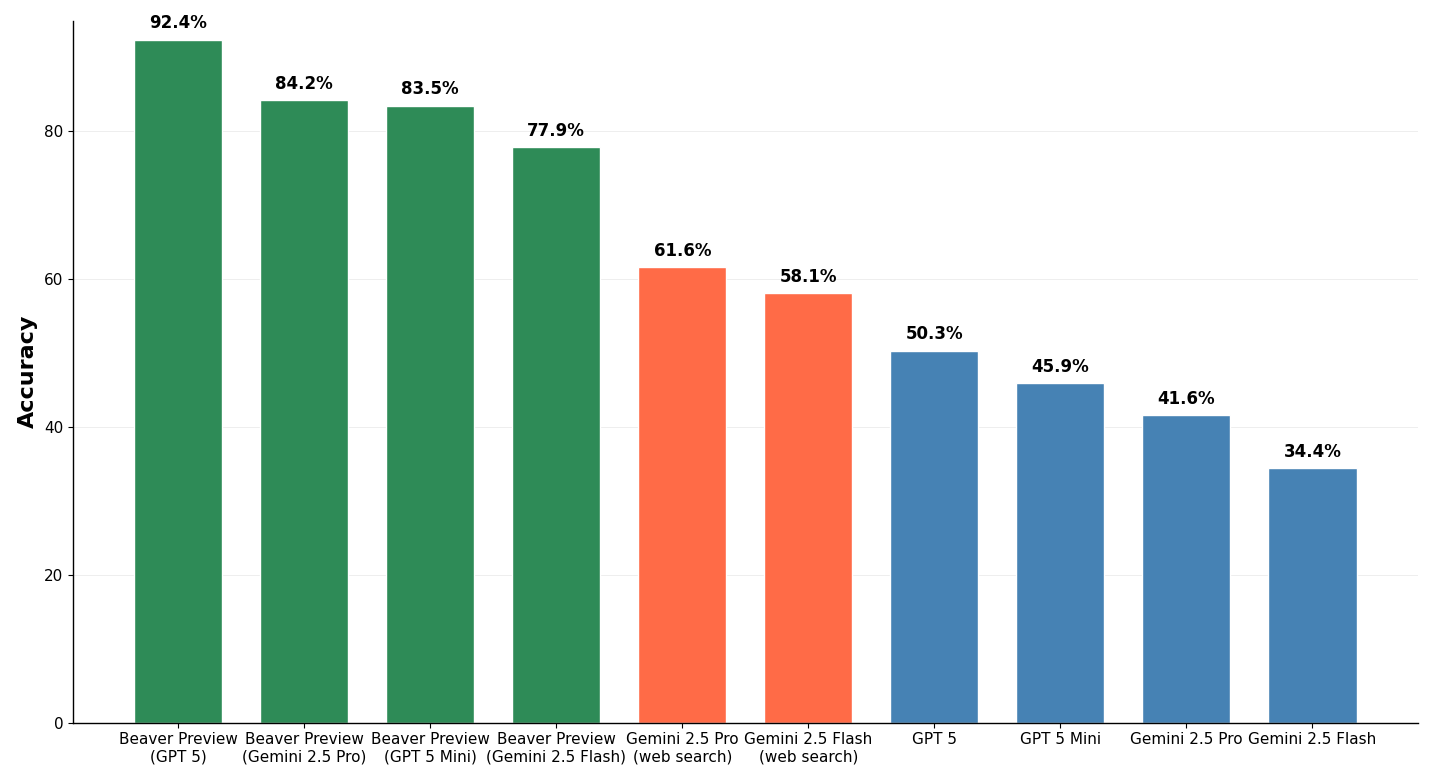 92.4%
84.2%
83.5%
77.9%
61.6%
58.1%
50.3%
45.9%
41.6%
34.4%
Accuracy
80
60
40
20
0
Beaver Preview
(GPT 5)
Beaver Preview
(Gemini 2.5 Pro)
Beaver Preview
(GPT 5 Mini)
Beaver Preview
(Gemini 2.5 Flash)
Gemini 2.5 Pro
(web search)
Gemini 2.5 Flash
(web search)
GPT 5
GPT 5 Mini
Gemini 2.5 Pro
Gemini 2.5 Flash